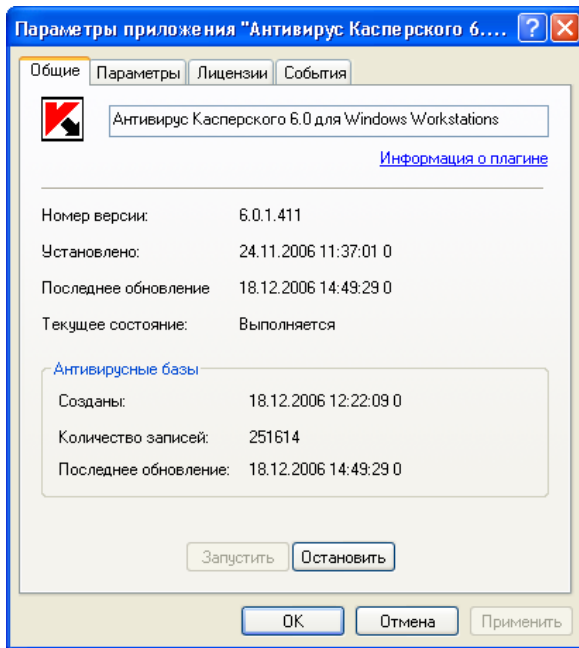 Параметры приложения "Антивирус Касперского 6....
Общие Параметры Лицензии События
Антивирус Касперского 6.0 для Windows Workstations
Информация о плагине
Номер версии: 6.0.1.411
Установлено: 24.11.2006 11:37:01 0
Последнее обновление 18.12.2006 14:49:29 0
Текущее состояние: Выполняется
Антивирусные базы
Созданы: 18.12.2006 12:22:09 0
Количество записей: 251614
Последнее обновление: 18.12.2006 14:49:29 0
Запустить Остановить
OK Отмена Применить